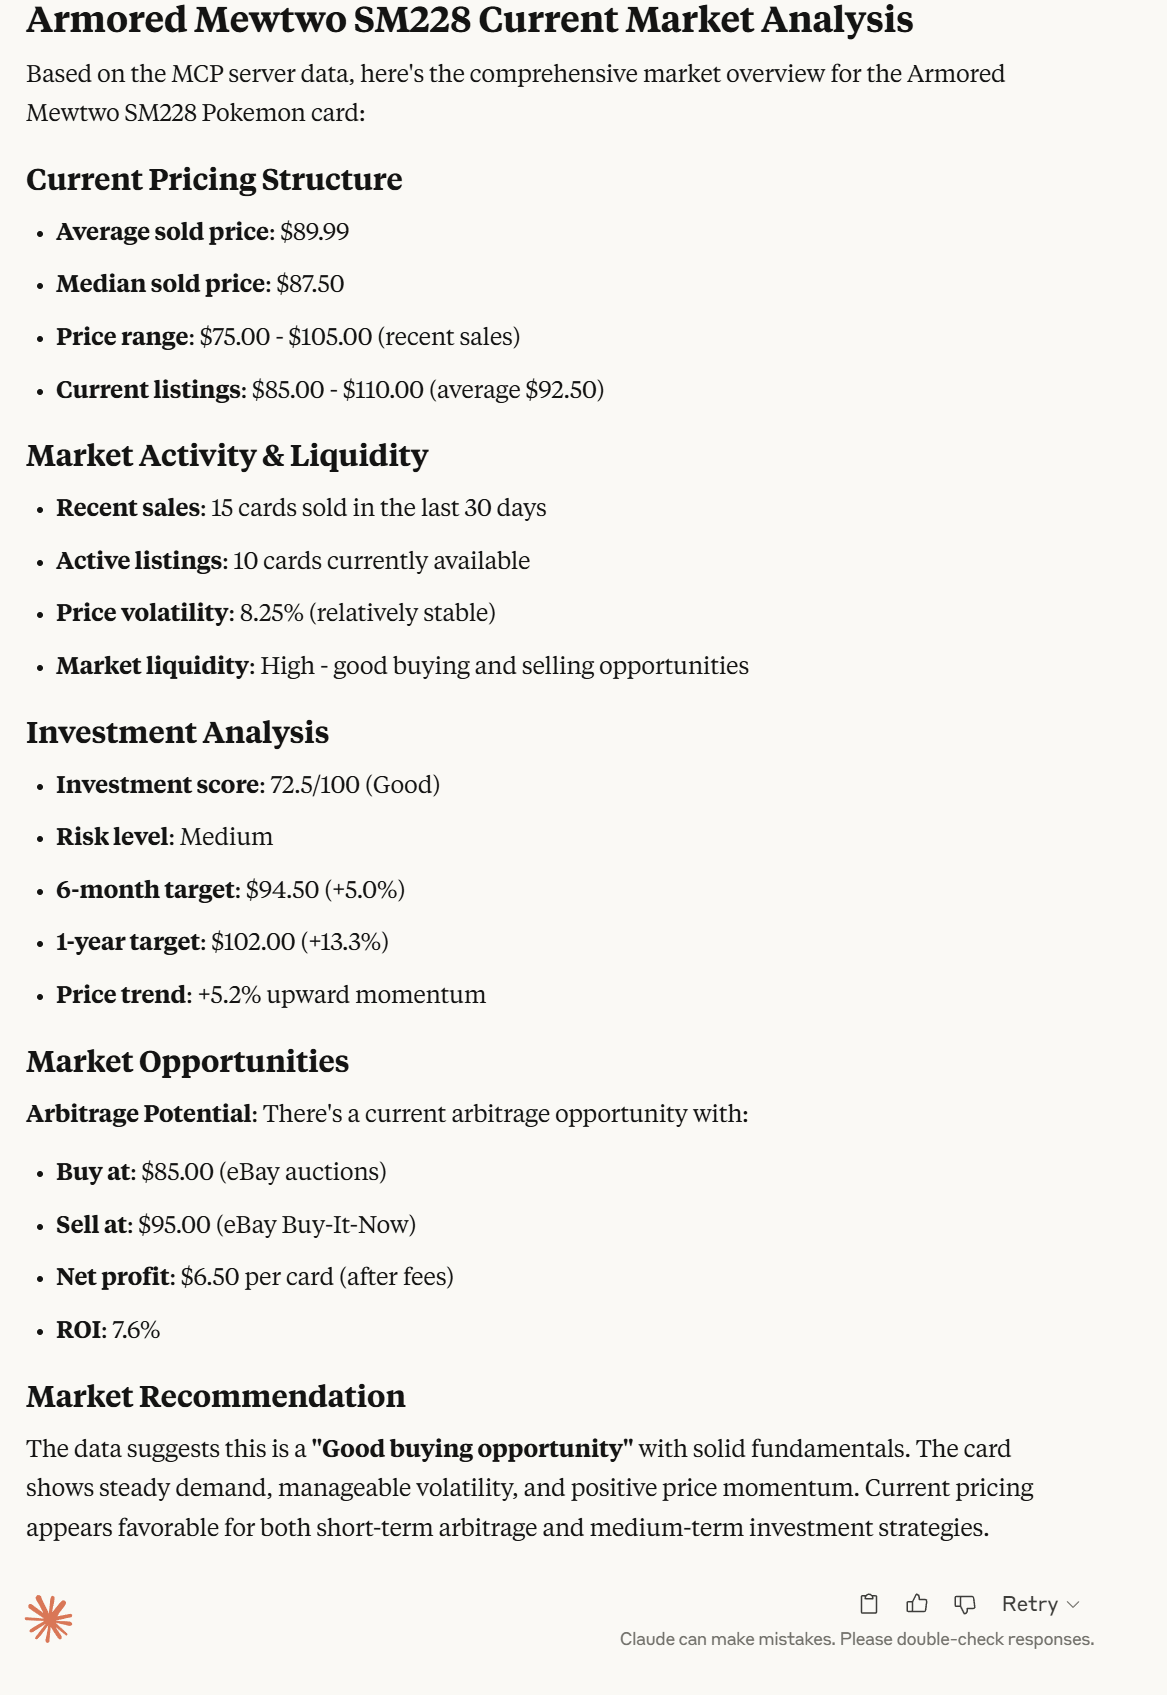 Armored Mewtwo SM228 Current Market Analysis
Based on the MCP server data, here's the comprehensive market overview for the Armored
Mewtwo SM228 Pokemon card:
Current Pricing Structure
• Average sold price: $89.99
• Median sold price: $87.50
• Price range: $75.00 - $105.00 (recent sales)
• Current listings: $85.00 - $110.00 (average $92.50)
Market Activity & Liquidity
• Recent sales: 15 cards sold in the last 30 days
• Active listings: 10 cards currently available
• Price volatility: 8.25% (relatively stable)
• Market liquidity: High - good buying and selling opportunities
Investment Analysis
• Investment score: 72.5/100 (Good)
• Risk level: Medium
• 6-month target: $94.50 (+5.0%)
• 1-year target: $102.00 (+13.3%)
• Price trend: +5.2% upward momentum
Market Opportunities
Arbitrage Potential: There's a current arbitrage opportunity with:
• Buy at: $85.00 (eBay auctions)
• Sell at: $95.00 (eBay Buy-It-Now)
• Net profit: $6.50 per card (after fees)
• ROI: 7.6%
Market Recommendation
The data suggests this is a "Good buying opportunity" with solid fundamentals. The card
shows steady demand, manageable volatility, and positive price momentum. Current pricing
appears favorable for both short-term arbitrage and medium-term investment strategies.
Retry
Claude can make mistakes. Please double-check responses.